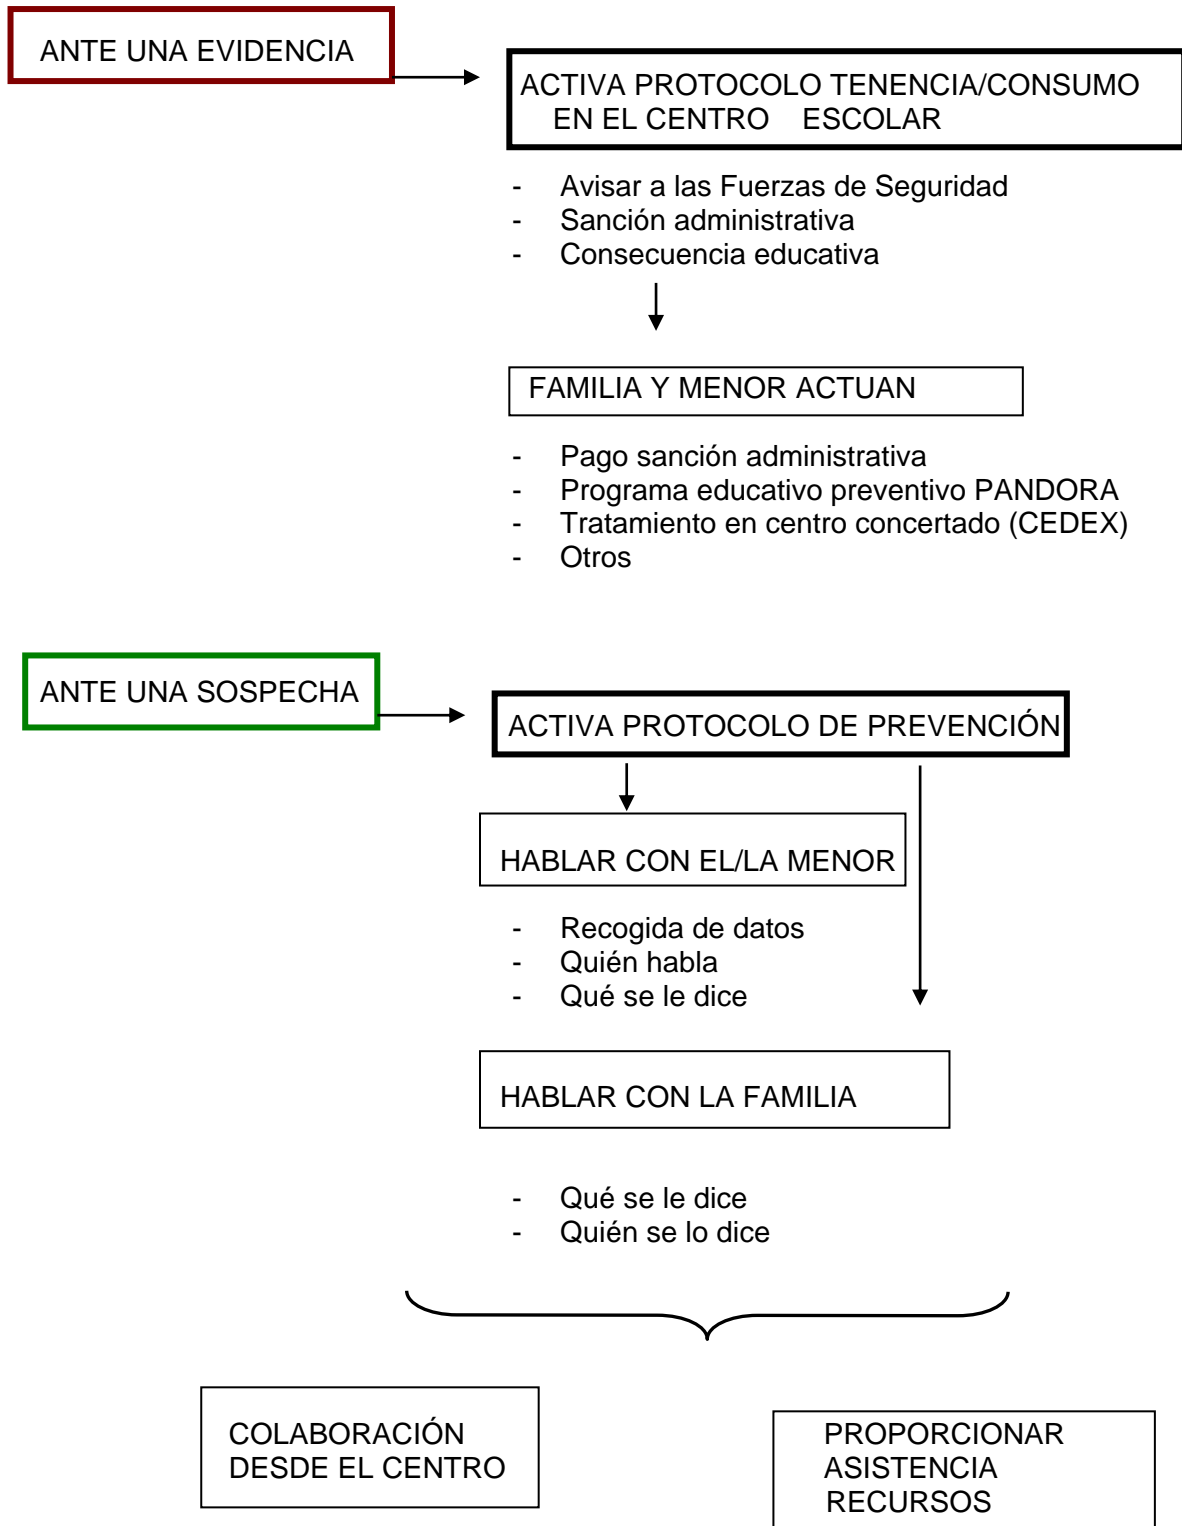 ANTE UNA EVIDENCIA
ACTIVA PROTOCOLO TENENCIA/CONSUMO
EN EL CENTRO ESCOLAR
- Avisar a las Fuerzas de Seguridad
- Sanción administrativa
- Consecuencia educativa
FAMILIA Y MENOR ACTUAN
- Pago sanción administrativa
- Programa educativo preventivo PANDORA
- Tratamiento en centro concertado (CEDEX)
- Otros
ANTE UNA SOSPECHA
ACTIVA PROTOCOLO DE PREVENCIÓN
HABLAR CON EL/LA MENOR
- Recogida de datos
- Quién habla
- Qué se le dice
HABLAR CON LA FAMILIA
- Qué se le dice
- Quién se lo dice
COLABORACIÓN
DESDE EL CENTRO
PROPORCIONAR
ASISTENCIA
RECURSOS